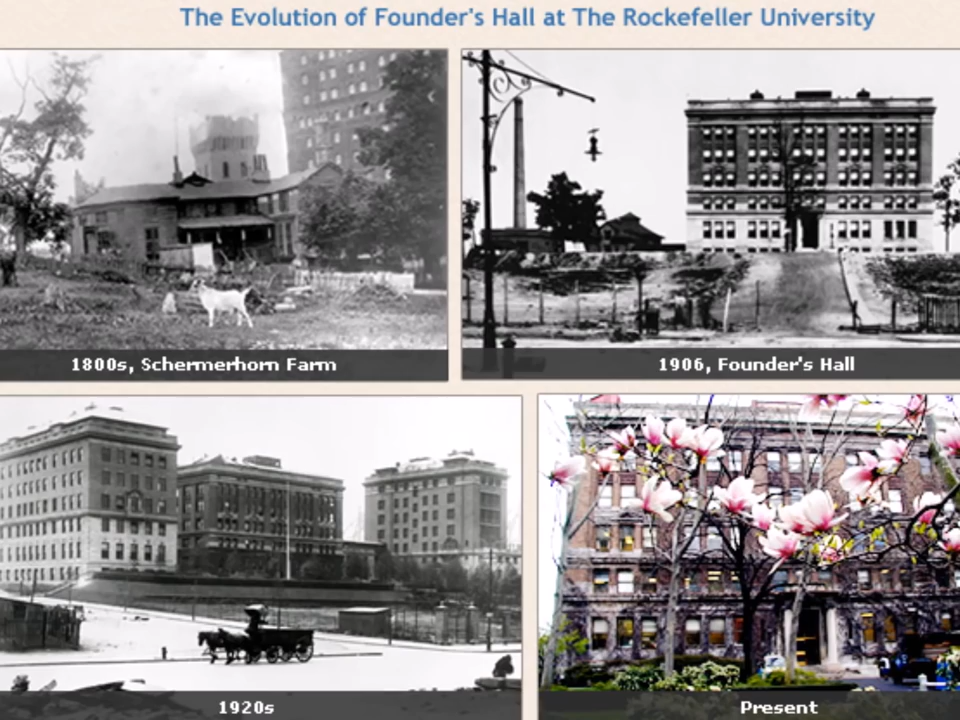 The Evolution of Founder's Hall at The Rockefeller University
1800s, Schermerhorn Farm
1906, Founder's Hall
1920s
Present